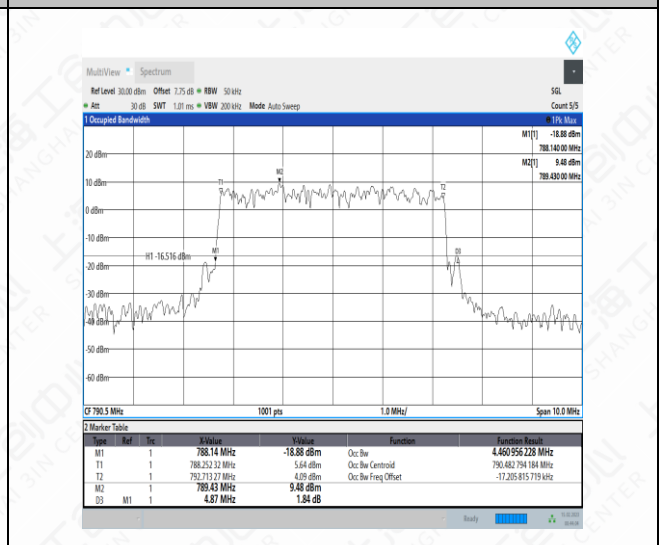 MultiView Spectrum
Ref Level 30.00 dBm Offset 7.75 dB RBW 50 kHz SGL
Att 30 dB SWT 1.01 ms VBW 200 kHz Mode Auto Sweep Count 5/5
1 Occupied Bandwidth 1Pk Max
M1[1] -18.88 dBm
788.140 00 MHz
M2[1] 9.48 dBm
789.430 00 MHz
20 dBm
M2
10 dBm
T1 T2
0 dBm
-10 dBm
H1 -16.516 dBm M1 D3
-20 dBm
-30 dBm
-40 dBm
-50 dBm
-60 dBm
CF 790.5 MHz 1001 pts 1.0 MHz/ Span 10.0 MHz
2 Marker Table
Type Ref Trc X-Value Y-Value Function Function Result
M1 1 788.14 MHz -18.88 dBm Occ Bw 4.460 956 228 MHz
T1 1 788.252 32 MHz 5.64 dBm Occ Bw Centroid 790.482 794 184 MHz
T2 1 792.713 27 MHz 4.09 dBm Occ Bw Freq Offset -17.205 815 719 kHz
M2 1 789.43 MHz 9.48 dBm
D3 M1 1 4.87 MHz 1.84 dB
Ready